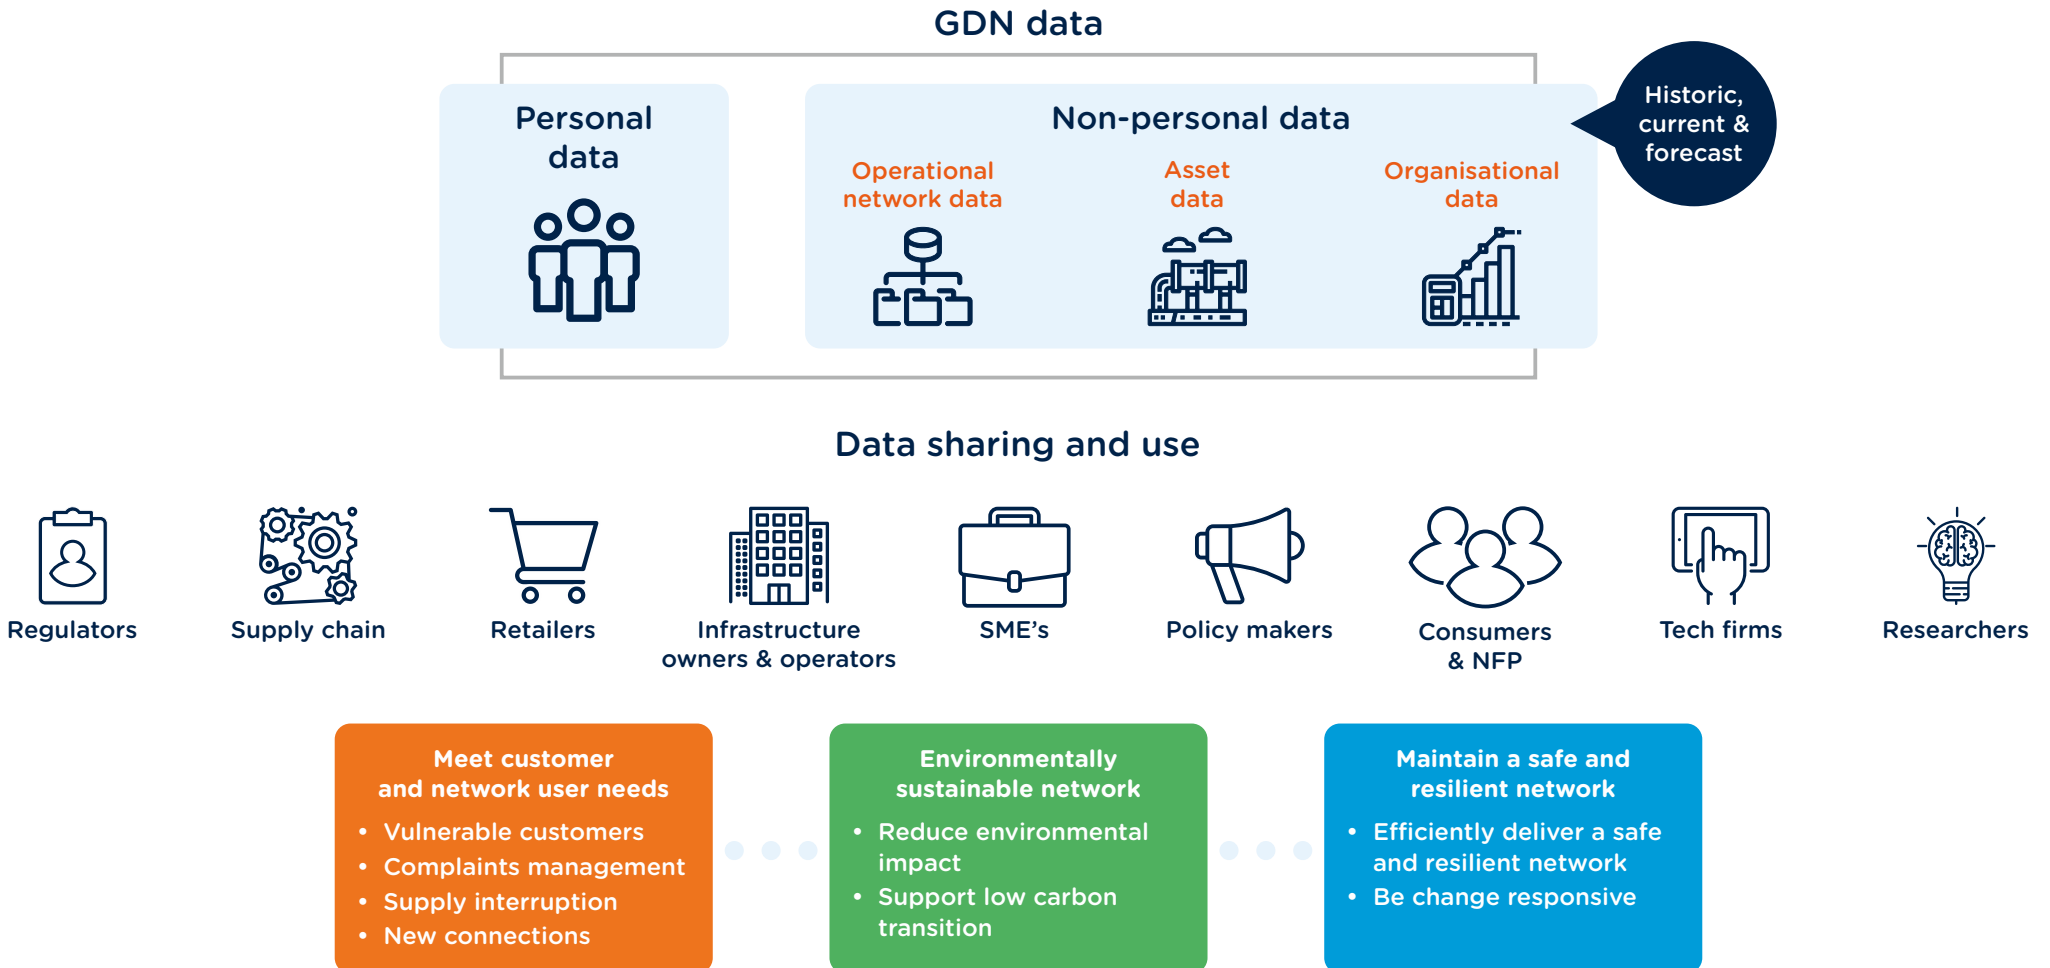 GDN data
Personal
data
Non-personal data
Operational
network data
Asset
data
Organisational
data
Historic,
current &
forecast
Data sharing and use
Regulators
Supply chain
Retailers
Infrastructure
owners & operators
SME’s
Policy makers
Consumers
& NFP
Tech firms
Researchers
Meet customer
and network user needs
• Vulnerable customers
• Complaints management
• Supply interruption
• New connections
Environmentally
sustainable network
• Reduce environmental
impact
• Support low carbon
transition
Maintain a safe and
resilient network
• Efficiently deliver a safe
and resilient network
• Be change responsive